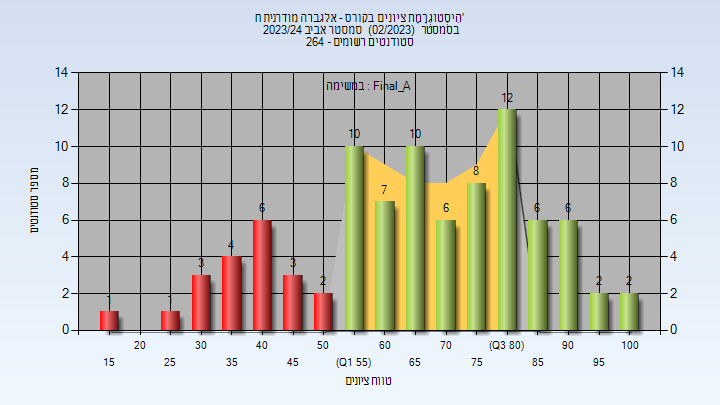 היסטוגרמת ציונים בקורס - אלגברה מודרנית ח'
בסמסטר (02/2023) סמסטר אביב 2023/24
סטודנטים רשומים - 264
במשימה : Final_A
מספר סטודנטים
14 14
12 12
10 10
8 8
6 6
4 4
2 2
0 0
1 1 3 4 6 3 2 10 7 10 6 8 12 6 6 2 2
20 30 40 50 60 70 (Q3 80) 90 100
15 25 35 45 (Q1 55) 65 75 85 95
טווח ציונים